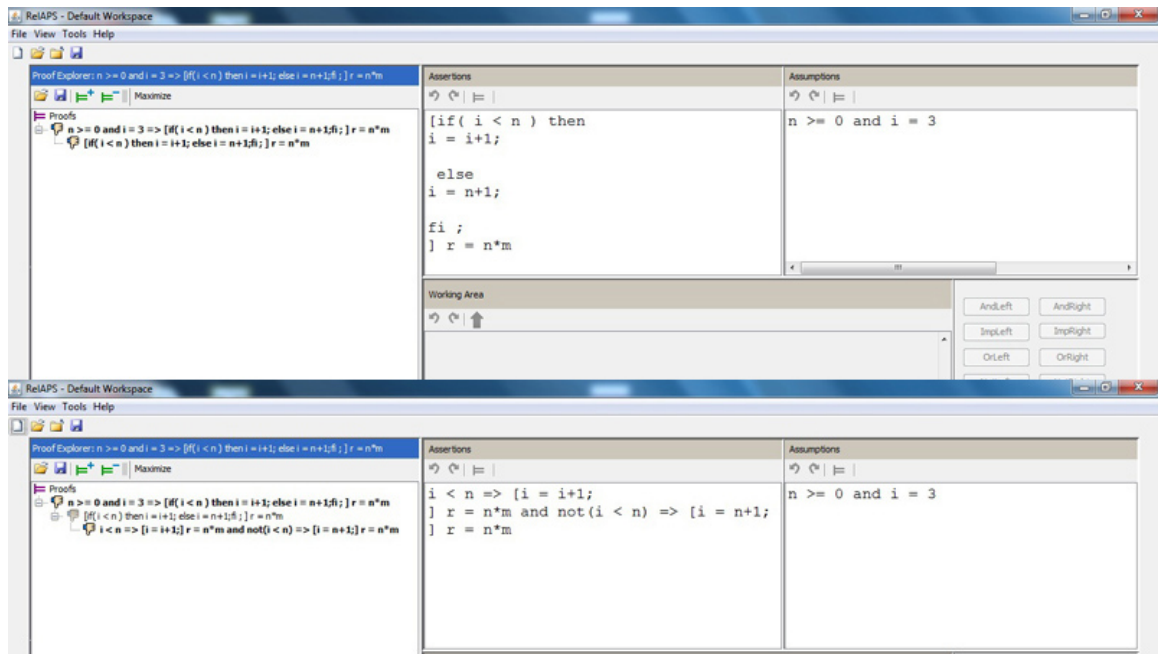 RelAPS - Default Workspace
File View Tools Help
Proof Explorer: n >= 0 and i = 3 => [if( i < n ) then i = i+1; else i = n+1;fi ; ] r = n*m
Maximize
Proofs
n >= 0 and i = 3 => [if( i < n ) then i = i+1; else i = n+1;fi ; ] r = n*m
[if( i < n ) then i = i+1; else i = n+1;fi ; ] r = n*m
Assertions
[if( i < n ) then
i = i+1;
else
i = n+1;
fi ;
] r = n*m
Assumptions
n >= 0 and i = 3
Working Area
AndLeft AndRight
ImpLeft ImpRight
OrLeft OrRight
RelAPS - Default Workspace
File View Tools Help
Proof Explorer: n >= 0 and i = 3 => [if( i < n ) then i = i+1; else i = n+1;fi ; ] r = n*m
Maximize
Proofs
n >= 0 and i = 3 => [if( i < n ) then i = i+1; else i = n+1;fi ; ] r = n*m
[if( i < n ) then i = i+1; else i = n+1;fi ; ] r = n*m
i < n => [i = i+1;] r = n*m and not(i < n) => [i = n+1;] r = n*m
Assertions
i < n => [i = i+1;
] r = n*m and not(i < n) => [i = n+1;
] r = n*m
Assumptions
n >= 0 and i = 3